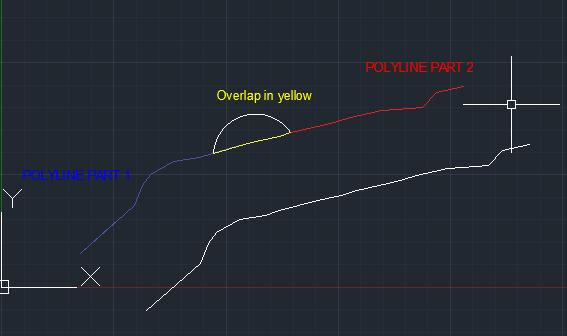 POLYLINE PART 2
Overlap in yellow
POLYLINE PART 1
Y
X